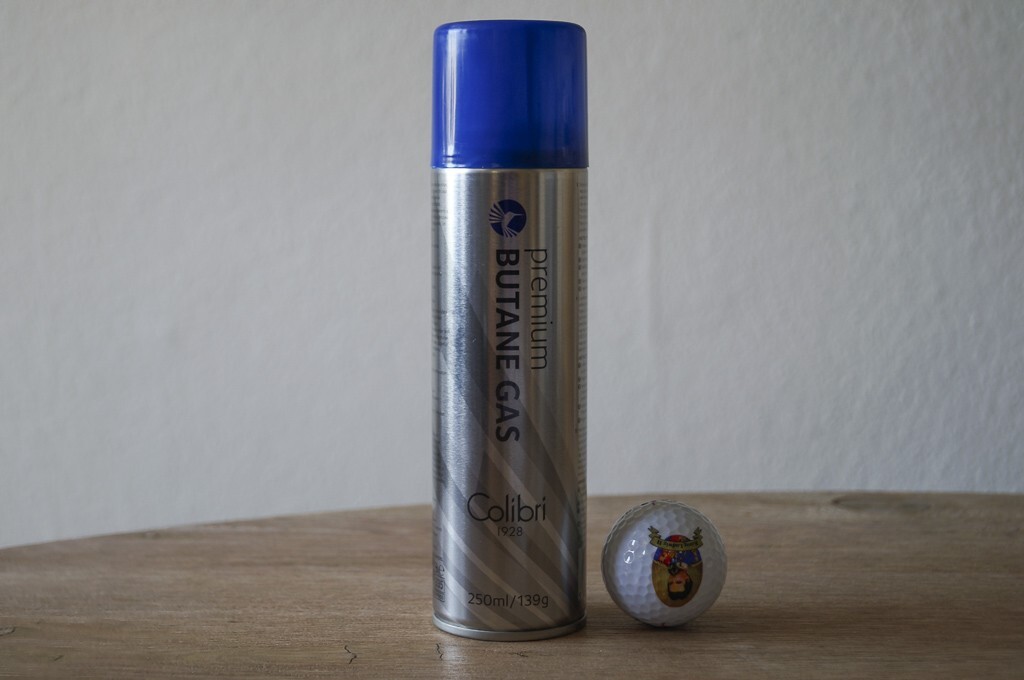 premium
BUTANE GAS
Colibri
1928
250ml/139g